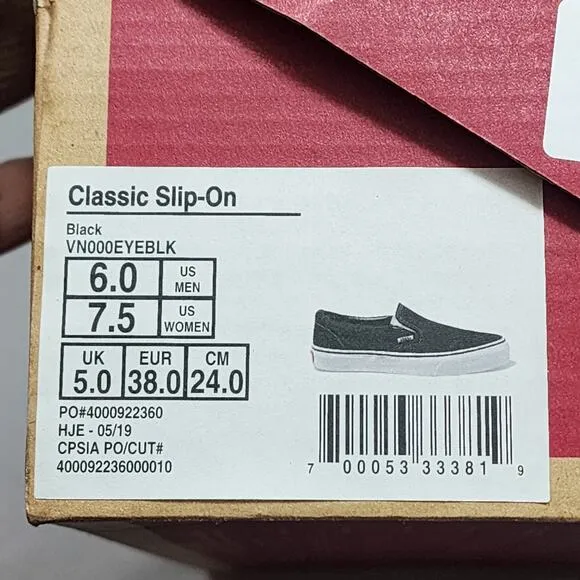 Classic Slip-On
Black
VN000EYEBLK
6.0 US MEN
7.5 US WOMEN
UK EUR CM
5.0 38.0 24.0
PO#4000922360
HJE - 05/19
CPSIA PO/CUT#
400092236000010
7 00053 33381 9